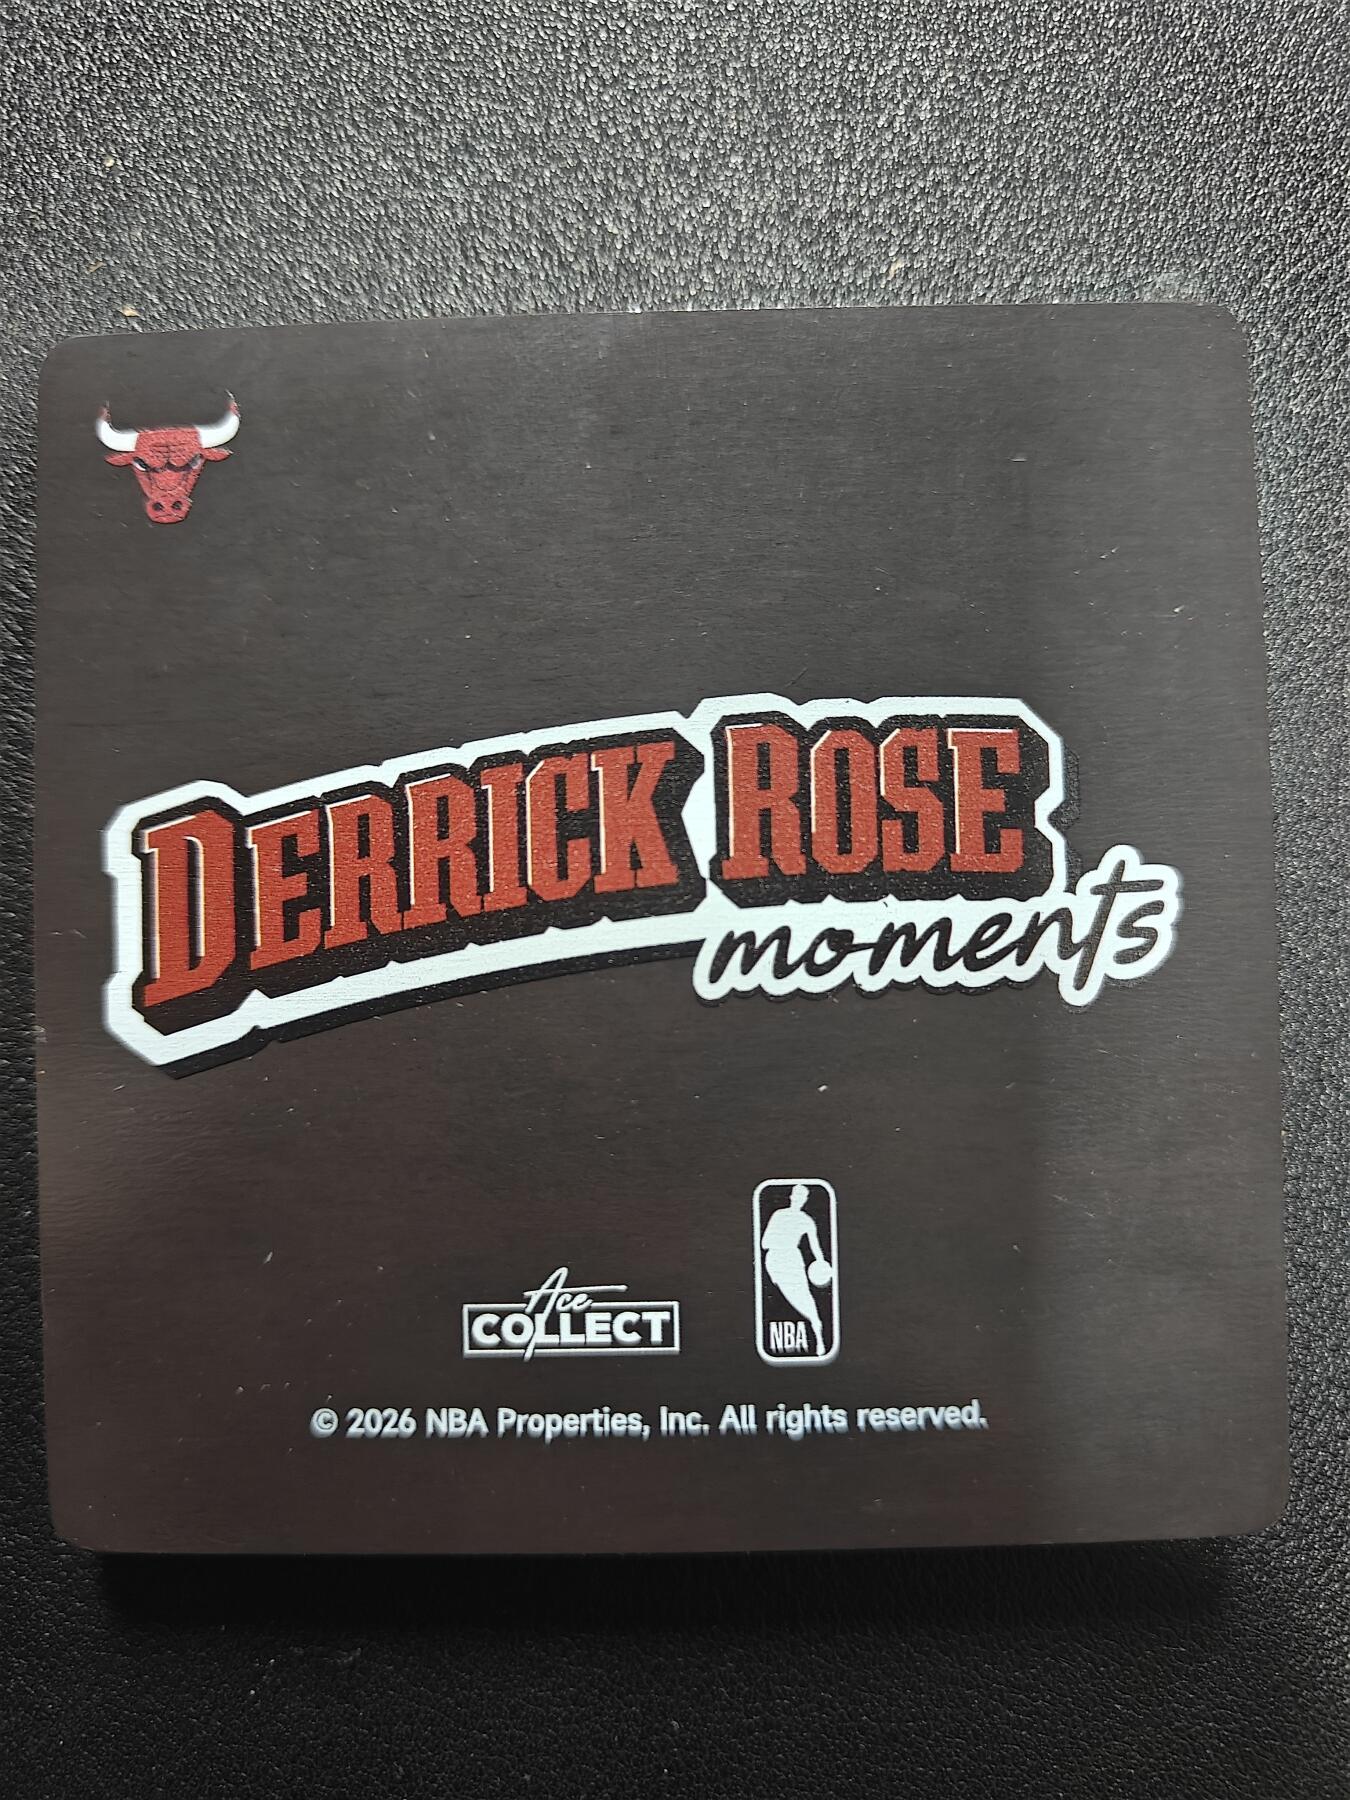 DERRICK ROSE
moments
Ace
COLLECT
NBA
© 2026 NBA Properties, Inc. All rights reserved.